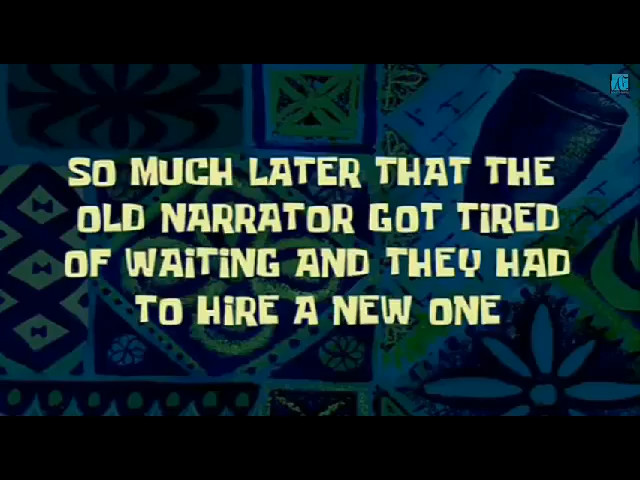 SO MUCH LATER THAT THE
OLD NARRATOR GOT TIRED
OF WAITING AND THEY HAD
TO HIRE A NEW ONE